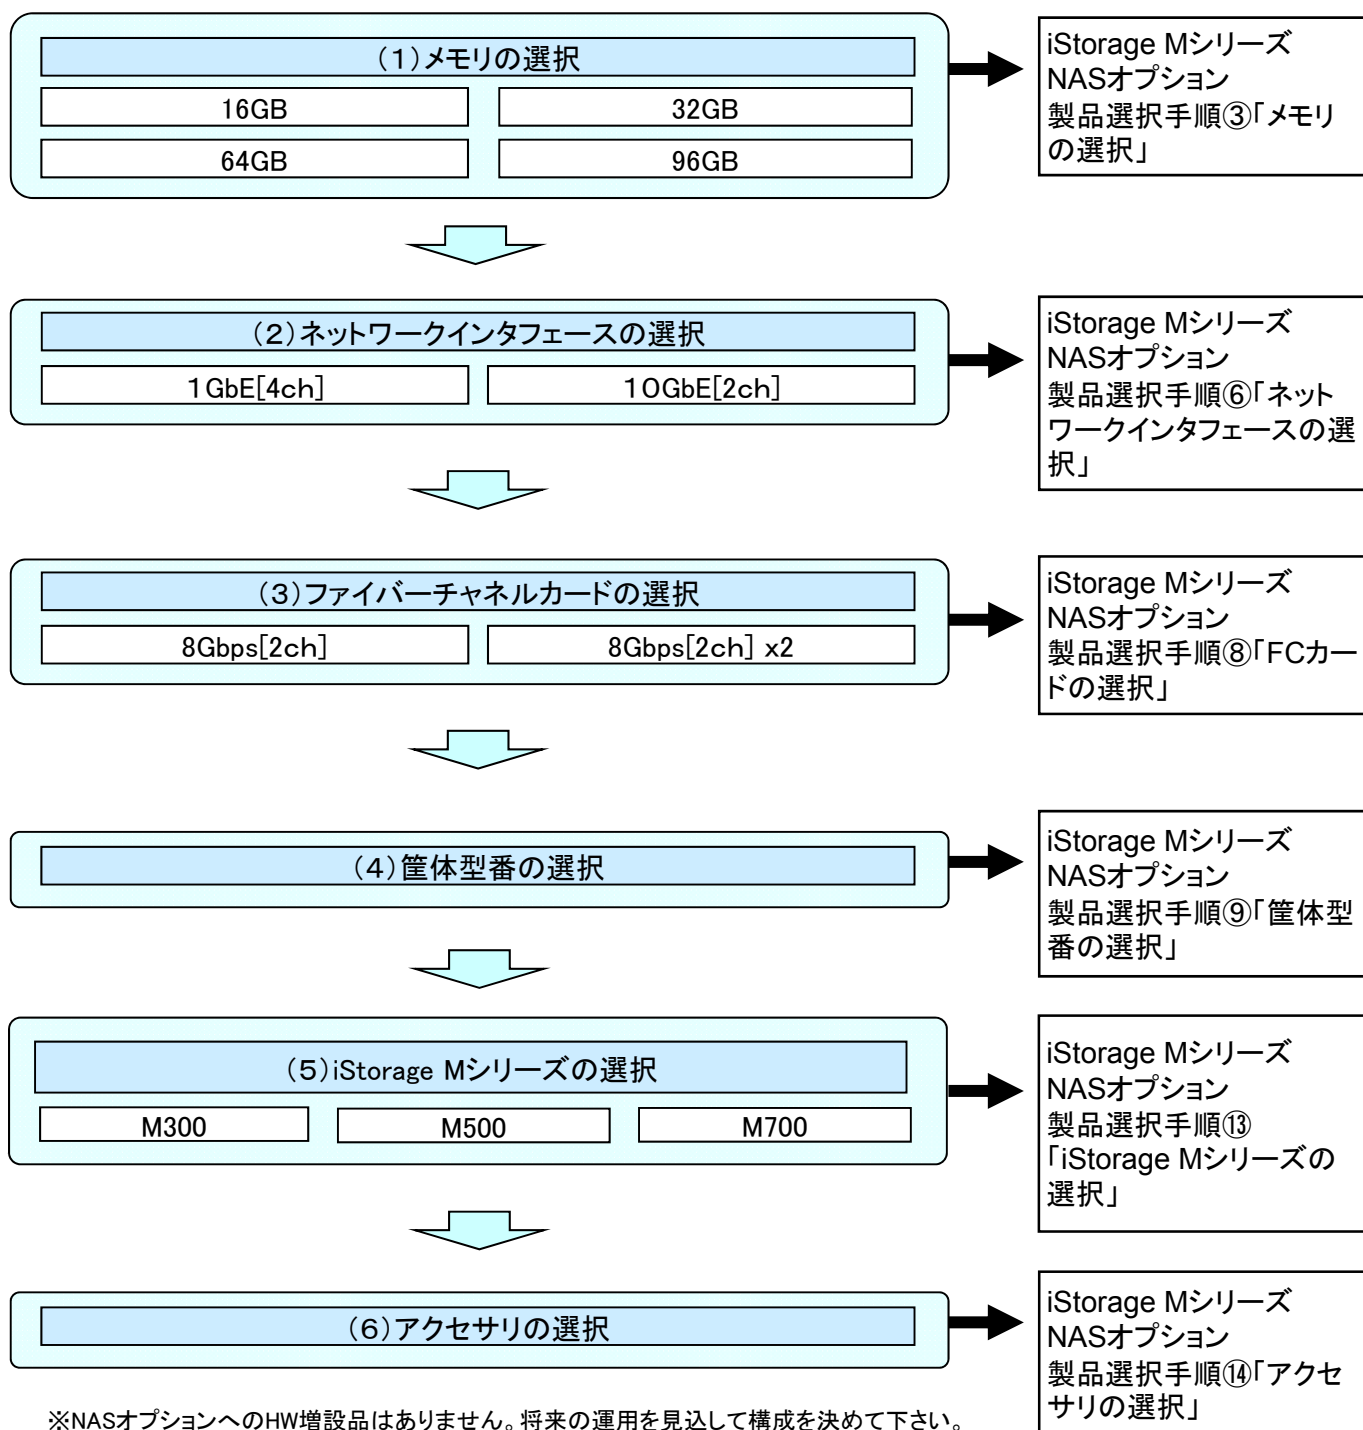 （１）メモリの選択
16GB
32GB
64GB
96GB
iStorage Mシリーズ
NASオプション
製品選択手順③「メモリ
の選択」
（２）ネットワークインタフェースの選択
１GbE[4ch]
１０GbE[2ch]
iStorage Mシリーズ
NASオプション
製品選択手順⑥「ネット
ワークインタフェースの選
択」
（３）ファイバーチャネルカードの選択
8Gbps[2ch]
8Gbps[2ch] x2
iStorage Mシリーズ
NASオプション
製品選択手順⑧「FCカー
ドの選択」
（４）筐体型番の選択
iStorage Mシリーズ
NASオプション
製品選択手順⑨「筐体型
番の選択」
（５）iStorage Mシリーズの選択
M300
M500
M700
iStorage Mシリーズ
NASオプション
製品選択手順⑬
「iStorage Mシリーズの
選択」
（６）アクセサリの選択
iStorage Mシリーズ
NASオプション
製品選択手順⑭「アクセ
サリの選択」
※NASオプションへのHW増設品はありません。将来の運用を見込して構成を決めて下さい。